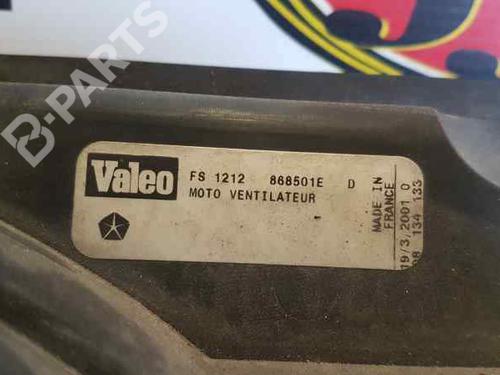 B-PARTS
Valeo
FS 1212 868501E D
MOTO VENTILATEUR
MADE IN
FRANCE
19/3/2001 0
08 134 133